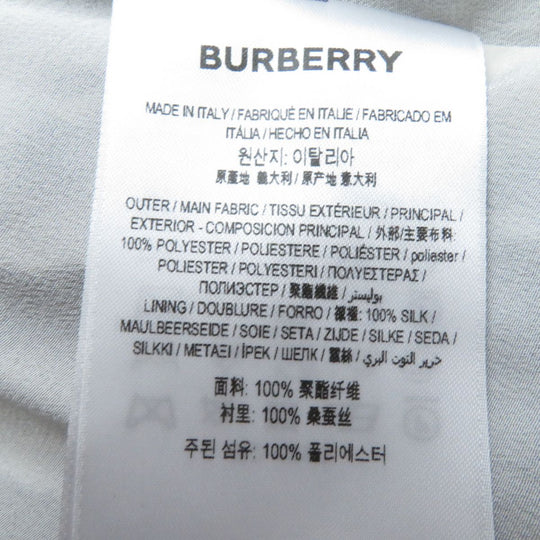 BURBERRY
MADE IN ITALY / FABRIQUÉ EN ITALIE / FABRICADO EM
ITÁLIA / HECHO EN ITALIA
원산지: 이탈리아
原產地 義大利 / 原产地 意大利
OUTER / MAIN FABRIC / TISSU EXTÉRIEUR / PRINCIPAL /
EXTERIOR - COMPOSICION PRINCIPAL / 外部/主要布料:
100% POLYESTER / POLIESTERE / POLIÉSTER / poliester /
POLIESTER / POLYESTERI / ΠΟΛΥΕΣΤΕΡΑΣ /
ПОЛИЭСТЕР / 聚酯纖維 / بوليستر /
LINING / DOUBLURE / FORRO / 襯裡: 100% SILK /
MAULBEERSEIDE / SOIE / SETA / ZIJDE / SILKE / SEDA /
SILKKI / ΜΕΤΑΞΙ / İPEK / ШЕЛК / 蠶絲 / حرير التوت البري /
面料: 100% 聚酯纤维
衬里: 100% 桑蚕丝
주된 섬유: 100% 폴리에스터